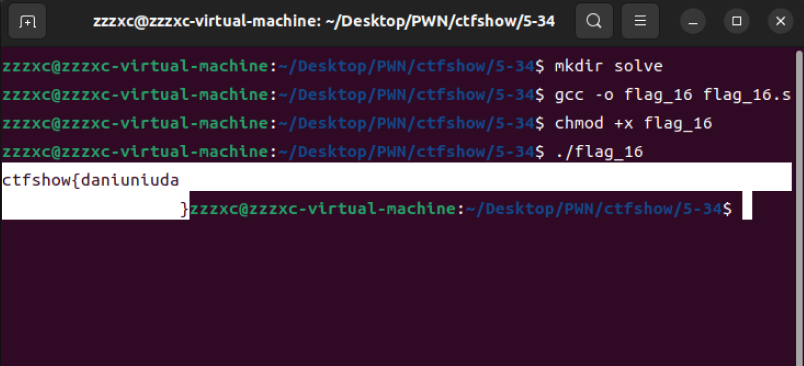 zzzxc@zzzxc-virtual-machine: ~/Desktop/PWN/ctfshow/5-34
zzzxc@zzzxc-virtual-machine:~/Desktop/PWN/ctfshow/5-34$ mkdir solve
zzzxc@zzzxc-virtual-machine:~/Desktop/PWN/ctfshow/5-34$ gcc -o flag_16 flag_16.s
zzzxc@zzzxc-virtual-machine:~/Desktop/PWN/ctfshow/5-34$ chmod +x flag_16
zzzxc@zzzxc-virtual-machine:~/Desktop/PWN/ctfshow/5-34$ ./flag_16
ctfshow{daniuniuda
}zzzxc@zzzxc-virtual-machine:~/Desktop/PWN/ctfshow/5-34$